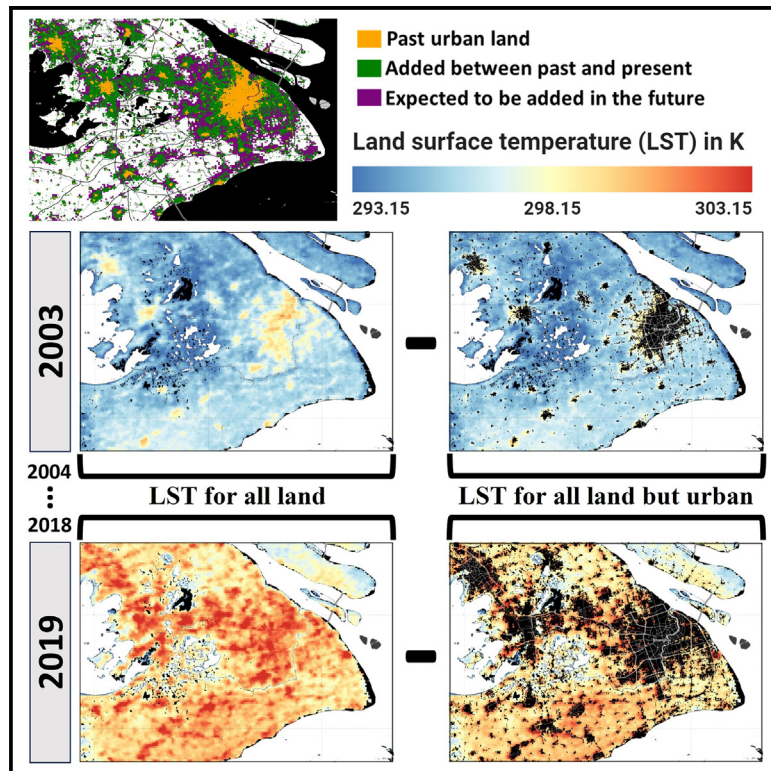 Past urban land
Added between past and present
Expected to be added in the future
Land surface temperature (LST) in K
293.15 298.15 303.15
2003
2004
2018
LST for all land
LST for all land but urban
2019